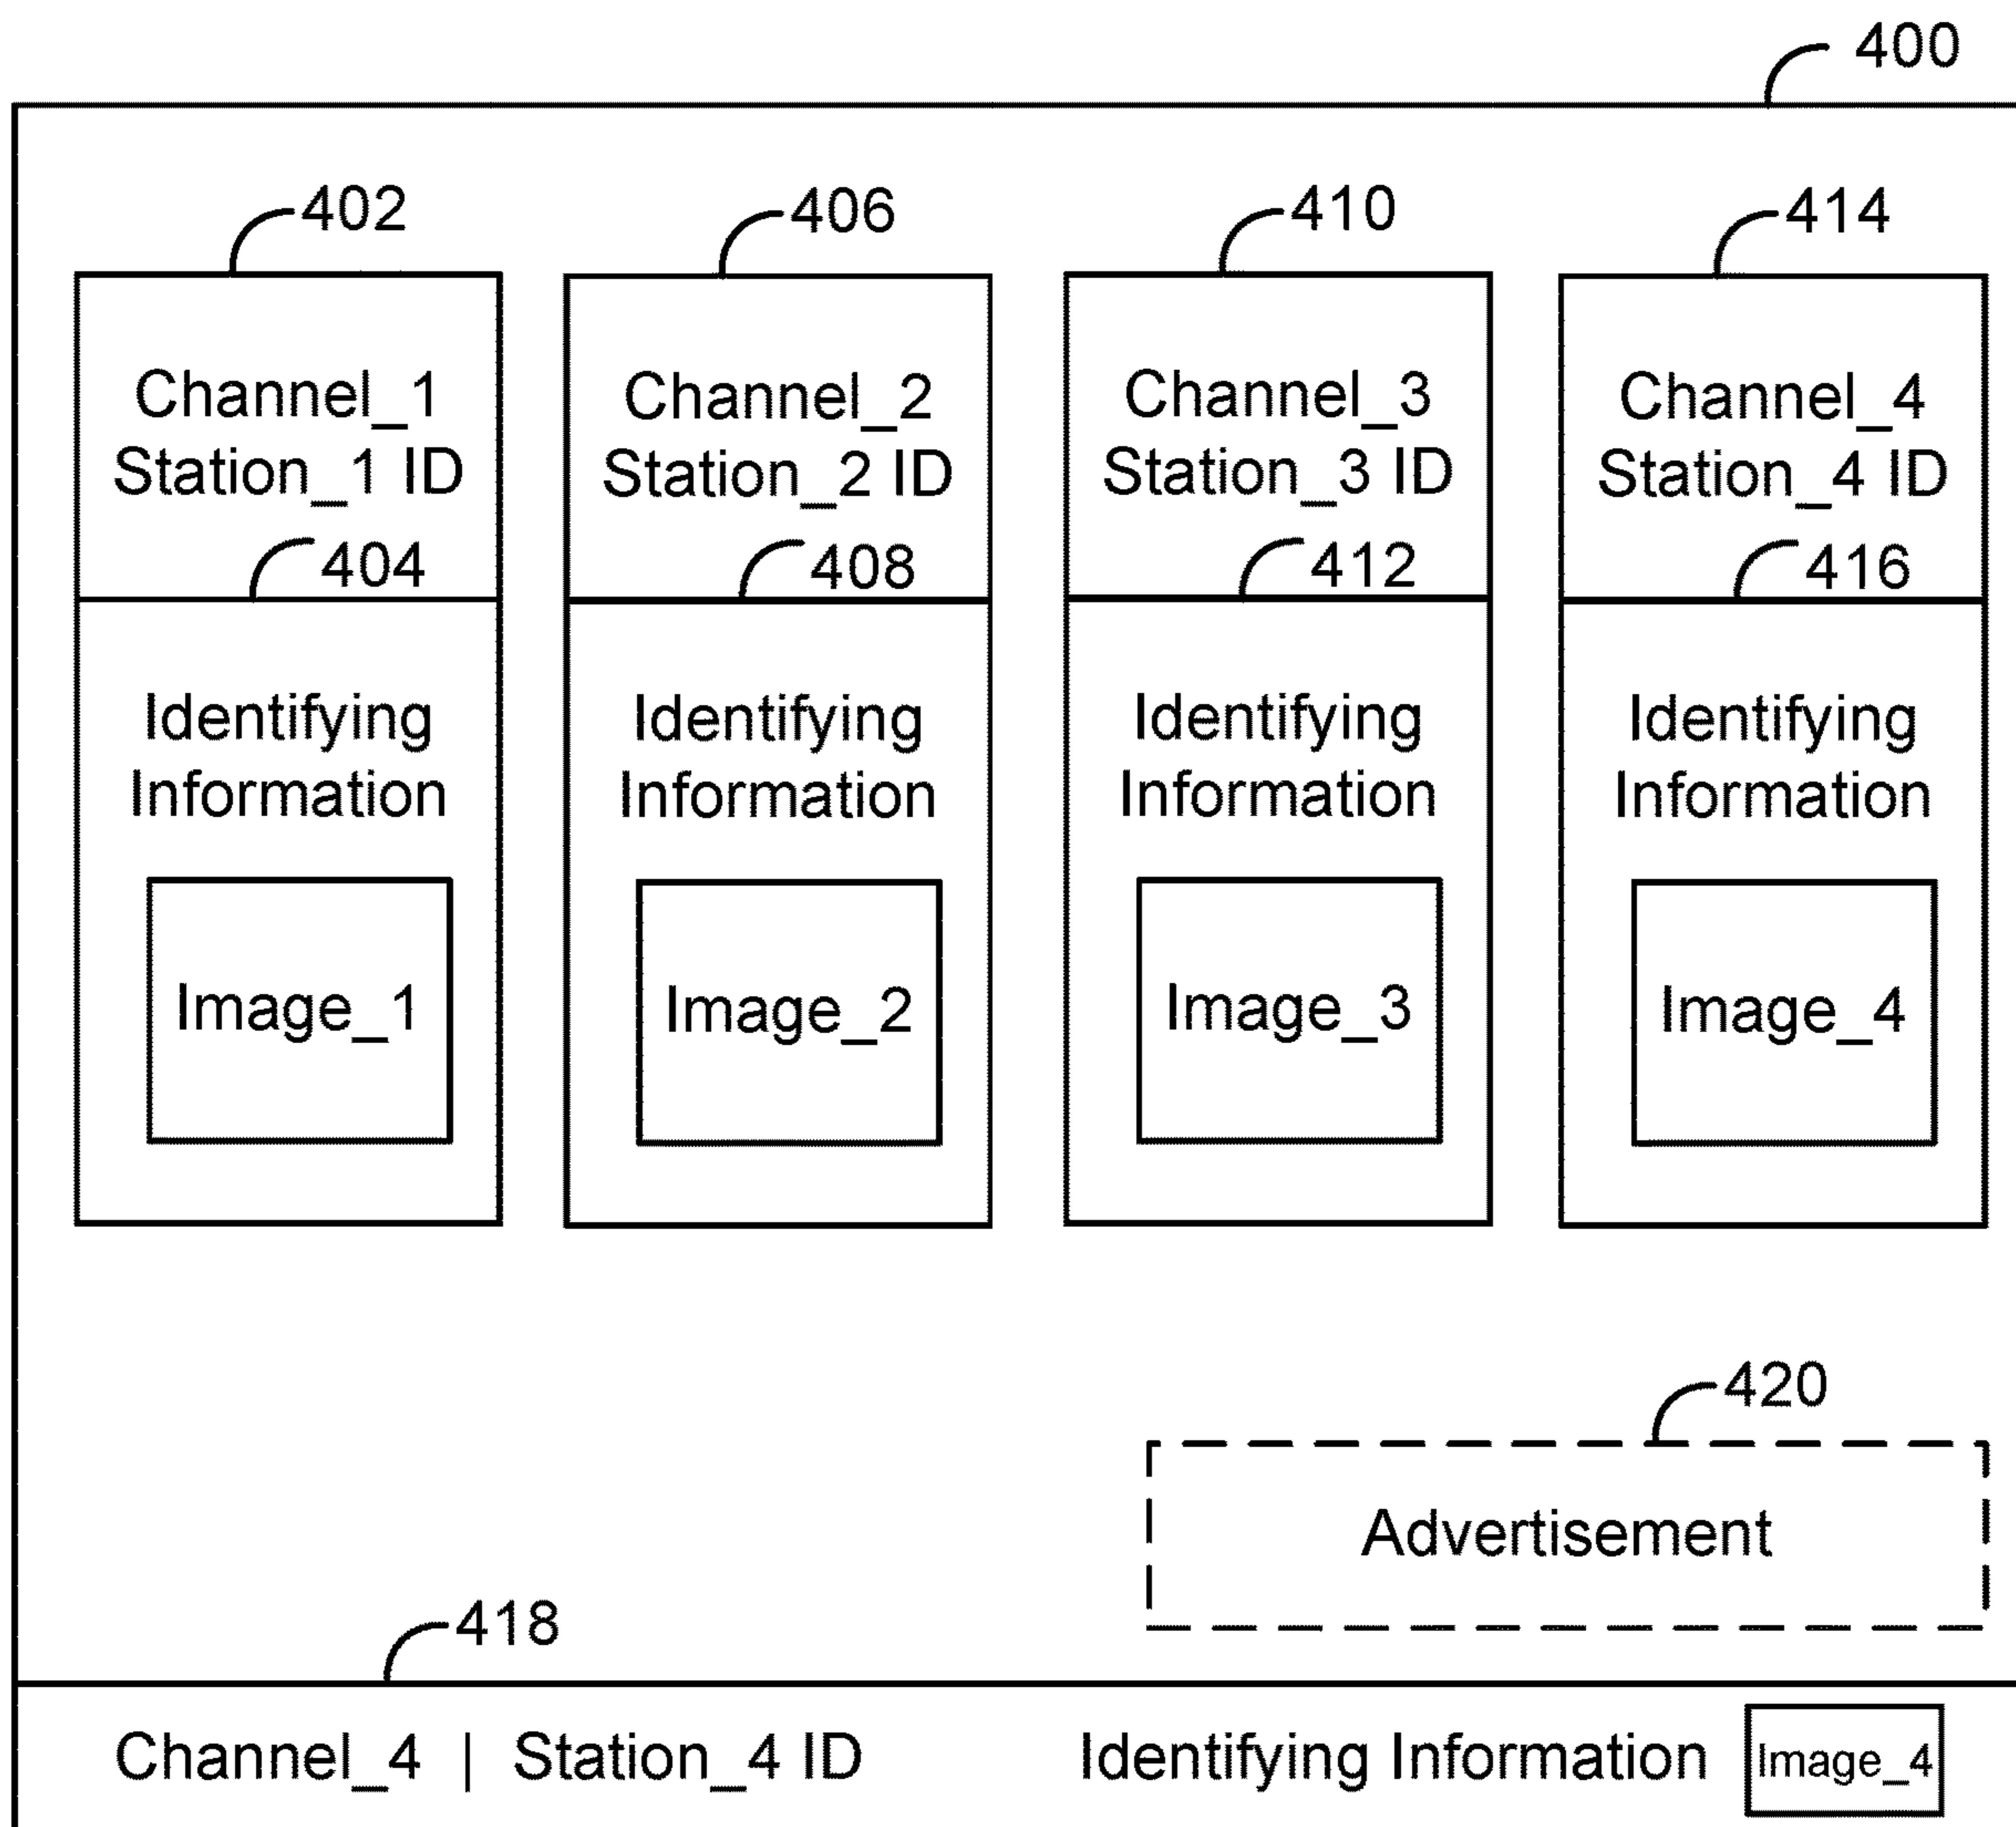 400
402
406
410
414
Channel_1
Station_1 ID
Channel_2
Station_2 ID
Channel_3
Station_3 ID
Channel_4
Station_4 ID
404
408
412
416
Identifying
Information
Identifying
Information
Identifying
Information
Identifying
Information
Image_1
Image_2
Image_3
Image_4
420
Advertisement
418
Channel_4 | Station_4 ID
Identifying Information
Image_4